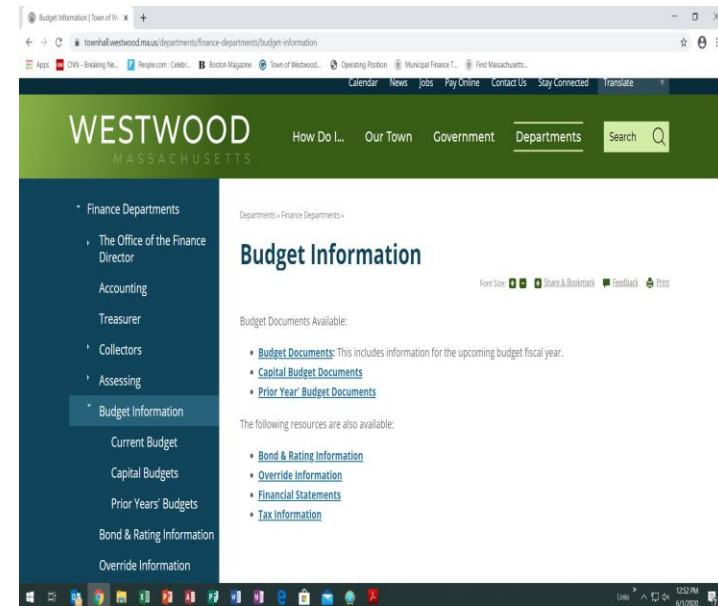 Budget Information | Town of W
townhall.westwood.ma.us/departments/finance-departments/budget-information
Apps CNN - Breaking Ne... People.com : Celebr... Boston Magazine Town of Westwood... Operating Position Municipal Finance T... Find Massachusetts...
Calendar News Jobs Pay Online Contact Us Stay Connected Translate
WESTWOOD
MASSACHUSETTS
How Do I... Our Town Government Departments Search
Finance Departments
The Office of the Finance
Director
Accounting
Treasurer
Collectors
Assessing
Budget Information
Current Budget
Capital Budgets
Prior Years' Budgets
Bond & Rating Information
Override Information
Departments » Finance Departments »
Budget Information
Font Size: Share & Bookmark Feedback Print
Budget Documents Available:
Budget Documents: This includes information for the upcoming budget fiscal year.
Capital Budget Documents
Prior Year' Budget Documents
The following resources are also available:
Bond & Rating Information
Override Information
Financial Statements
Tax Information
Links 12:52 PM
6/1/2020